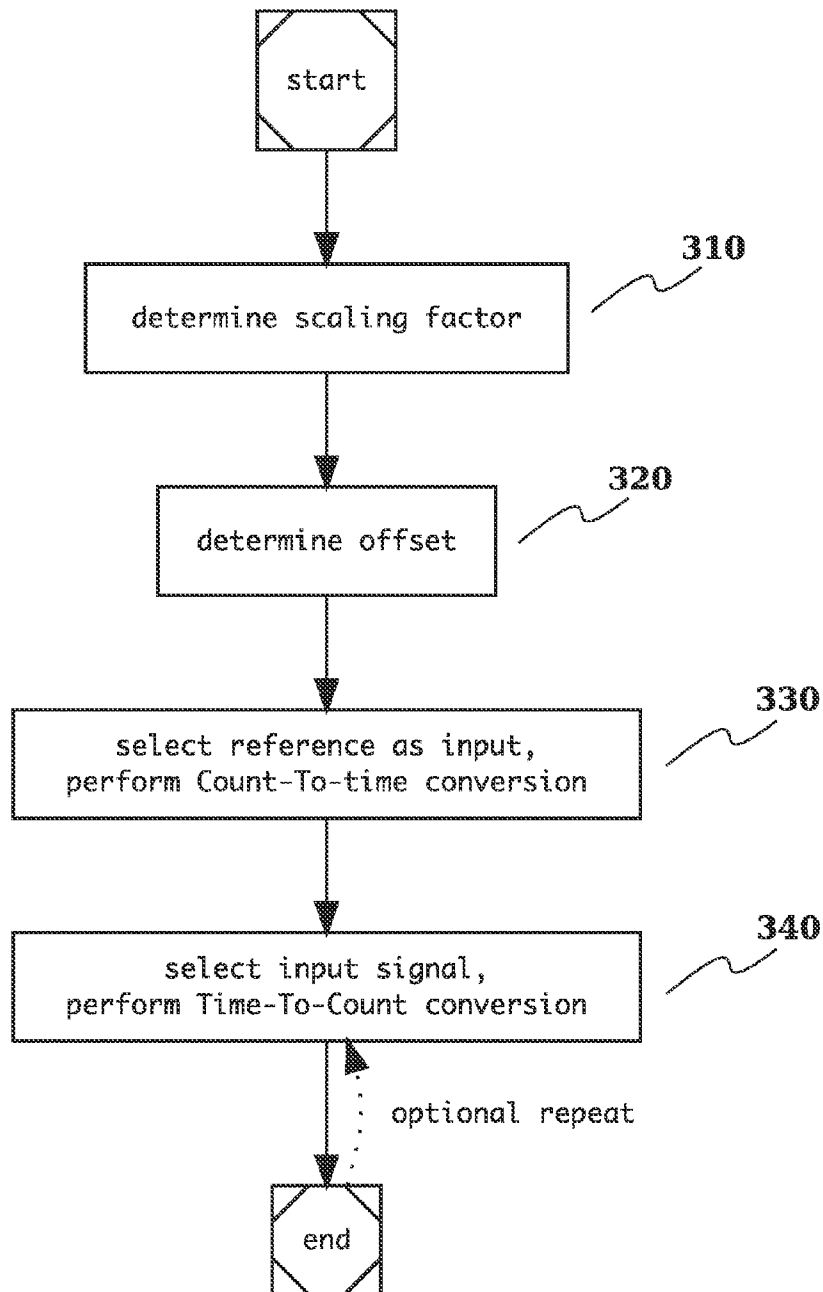 start
310
determine scaling factor
320
determine offset
330
select reference as input,
perform Count-To-time conversion
340
select input signal,
perform Time-To-Count conversion
optional repeat
end